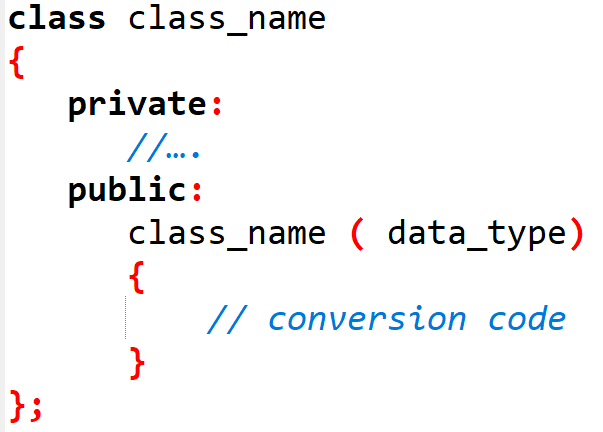 class class_name
{
private:
//….
public:
class_name ( data_type)
{
// conversion code
}
};